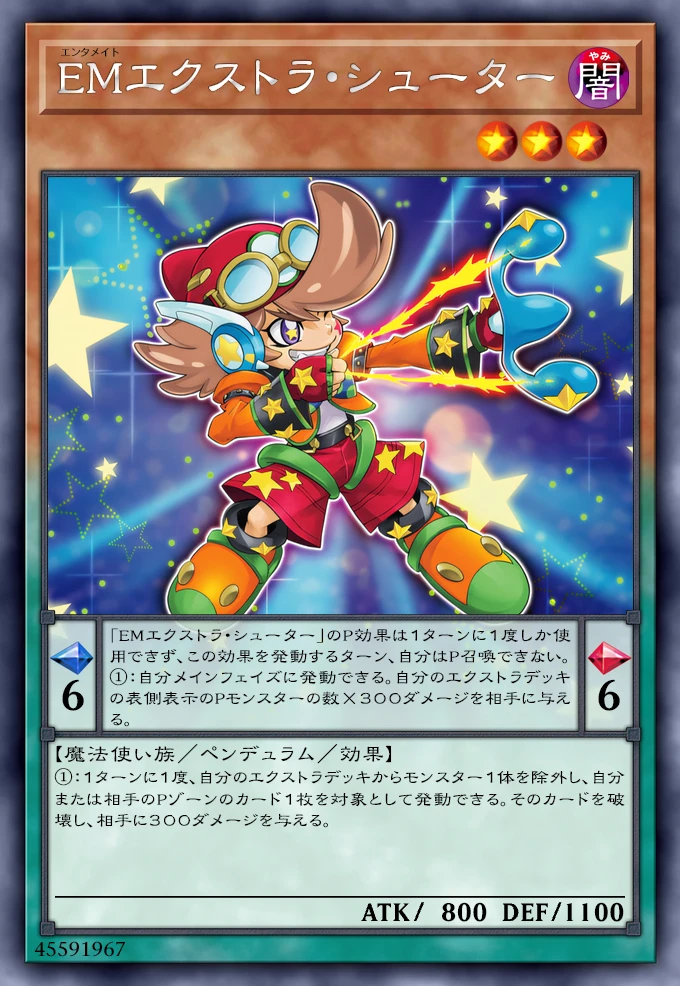 エンタメイト
EMエクストラ・シューター
やみ
闇
「EMエクストラ・シューター」のP効果は1ターンに1度しか使
用できず、この効果を発動するターン、自分はP召喚できない。
①：自分メインフェイズに発動できる。自分のエクストラデッキ
の表側表示のPモンスターの数×３００ダメージを相手に与え
る。
6
6
【魔法使い族／ペンデュラム／効果】
①：1ターンに1度、自分のエクストラデッキからモンスター1体を除外し、自分
または相手のPゾーンのカード1枚を対象として発動できる。そのカードを破
壊し、相手に３００ダメージを与える。
ATK/ 800 DEF/1100
45591967